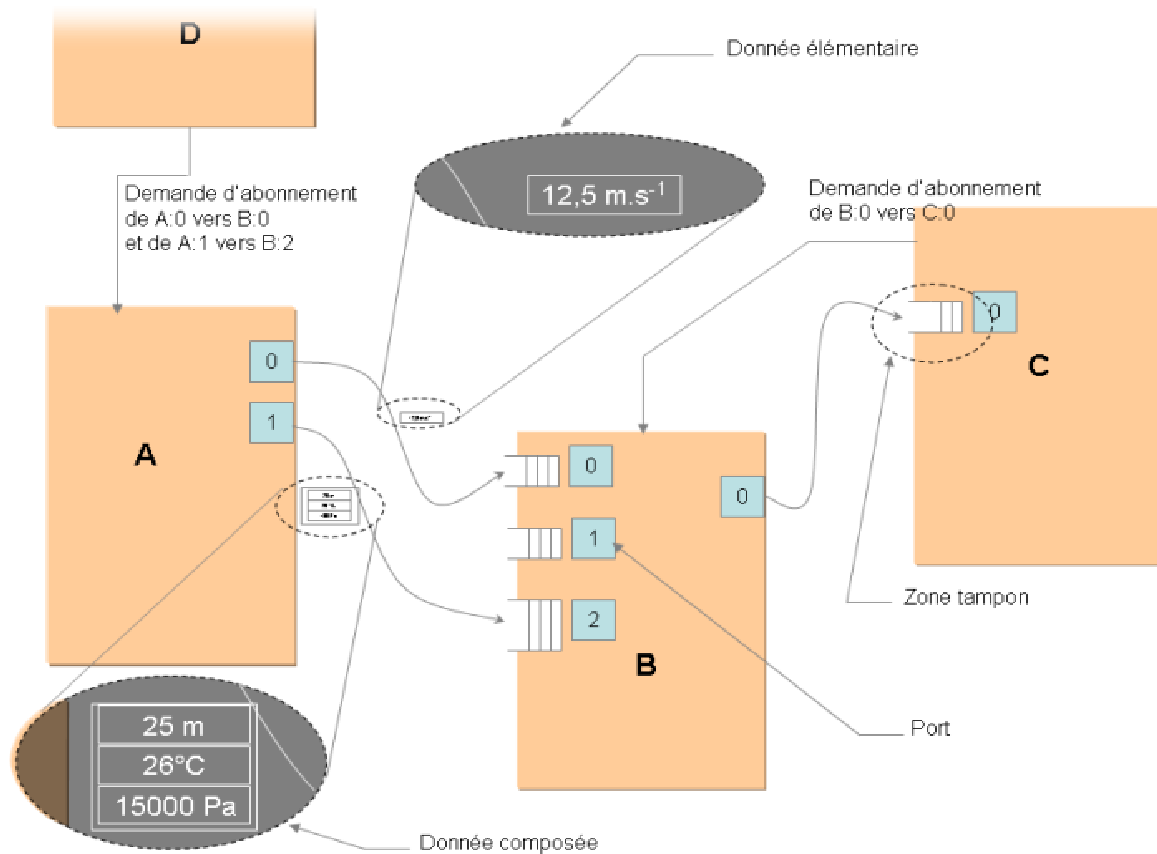 D
Donnée élémentaire
12,5 m.s⁻¹
Demande d'abonnement
de A:0 vers B:0
et de A:1 vers B:2
Demande d'abonnement
de B:0 vers C:0
0
C
0
1
A
0
0
1
2
B
Zone tampon
Port
25 m
26°C
15000 Pa
Donnée composée